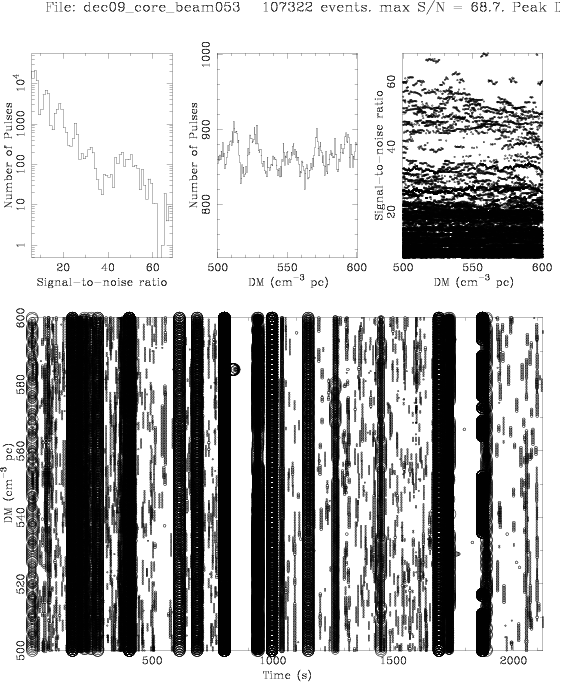 File: dec09_core_beam053 107322 events. max S/N = 68.7. Peak D
Number of Pulses
10⁴
1000
100
10
1
20 40 60
Signal-to-noise ratio
Number of Pulses
1000
900
800
500 550 600
DM (cm⁻³ pc)
Signal-to-noise ratio
60
40
20
500 550 600
DM (cm⁻³ pc)
DM (cm⁻³ pc)
600
580
560
540
520
500
500 1000 1500 2000
Time (s)